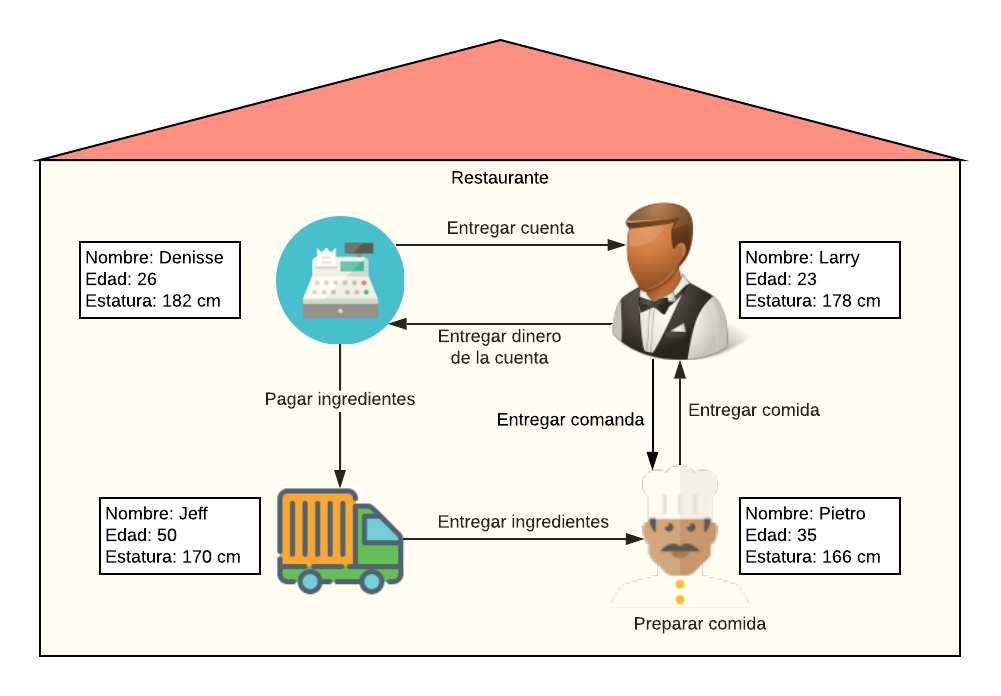 Restaurante
Nombre: Denisse
Edad: 26
Estatura: 182 cm
Entregar cuenta
Nombre: Larry
Edad: 23
Estatura: 178 cm
Entregar dinero
de la cuenta
Pagar ingredientes
Entregar comanda
Entregar comida
Nombre: Jeff
Edad: 50
Estatura: 170 cm
Entregar ingredientes
Nombre: Pietro
Edad: 35
Estatura: 166 cm
Preparar comida